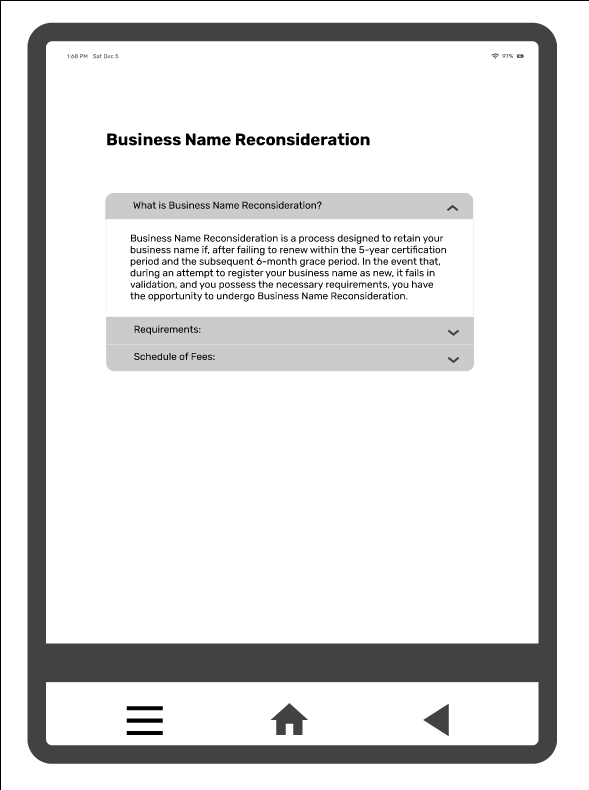 1:68 PM Sat Dec 5
97%
Business Name Reconsideration
What is Business Name Reconsideration?
Business Name Reconsideration is a process designed to retain your
business name if, after failing to renew within the 5-year certification
period and the subsequent 6-month grace period. In the event that,
during an attempt to register your business name as new, it fails in
validation, and you possess the necessary requirements, you have
the opportunity to undergo Business Name Reconsideration.
Requirements:
Schedule of Fees: